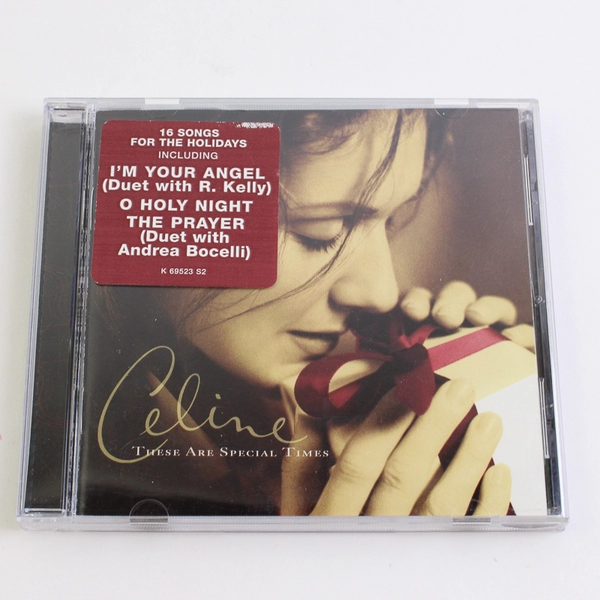 16 SONGS
FOR THE HOLIDAYS
INCLUDING
I'M YOUR ANGEL
(Duet with R. Kelly)
O HOLY NIGHT
THE PRAYER
(Duet with
Andrea Bocelli)
K 69523 S2
Celine
THESE ARE SPECIAL TIMES